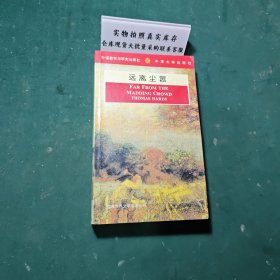 实物拍照真实库存
仓库现货大批量采购联系客服
外语教学与研究出版社
远离尘嚣
FAR FROM THE
MADDING CROWD
THOMAS HARDY